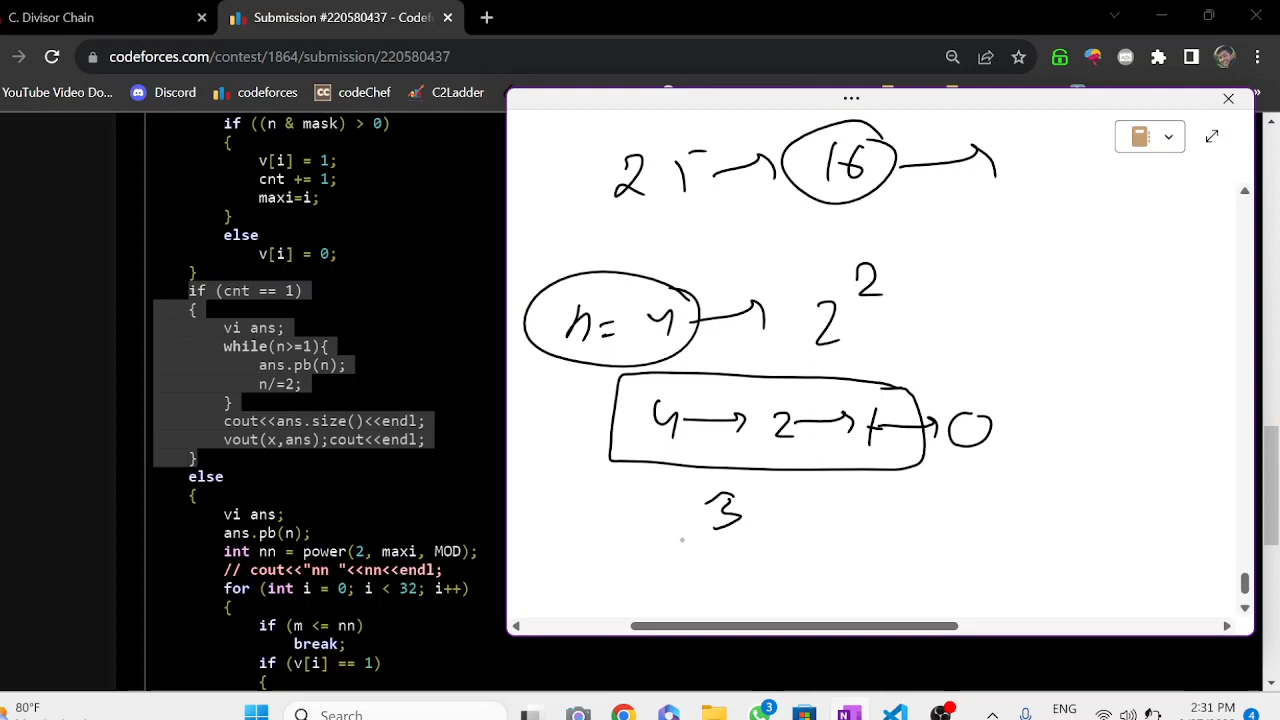 C. Divisor Chain
Submission #220580437 - Codef
codeforces.com/contest/1864/submission/220580437
YouTube Video Do...
Discord
codeforces
codChef
C2Ladder
»
if ((n & mask) > 0)
{
v[i] = 1;
cnt += 1;
maxi=i;
}
else
v[i] = 0;
}
if (cnt == 1)
{
vi ans;
while(n>=1){
ans.pb(n);
n/=2;
}
cout<<ans.size()<<endl;
vout(x,ans);cout<<endl;
}
else
{
vi ans;
ans.pb(n);
int nn = power(2, maxi, MOD);
// cout<<"nn "<<nn<<endl;
for (int i = 0; i < 32; i++)
{
if (m <= nn)
break;
if (v[i] == 1)
{
16
n= 4 → 2 2
4 → 2 → 1 → 0
3
80°F
Search
3
ENG
2:31 PM
4